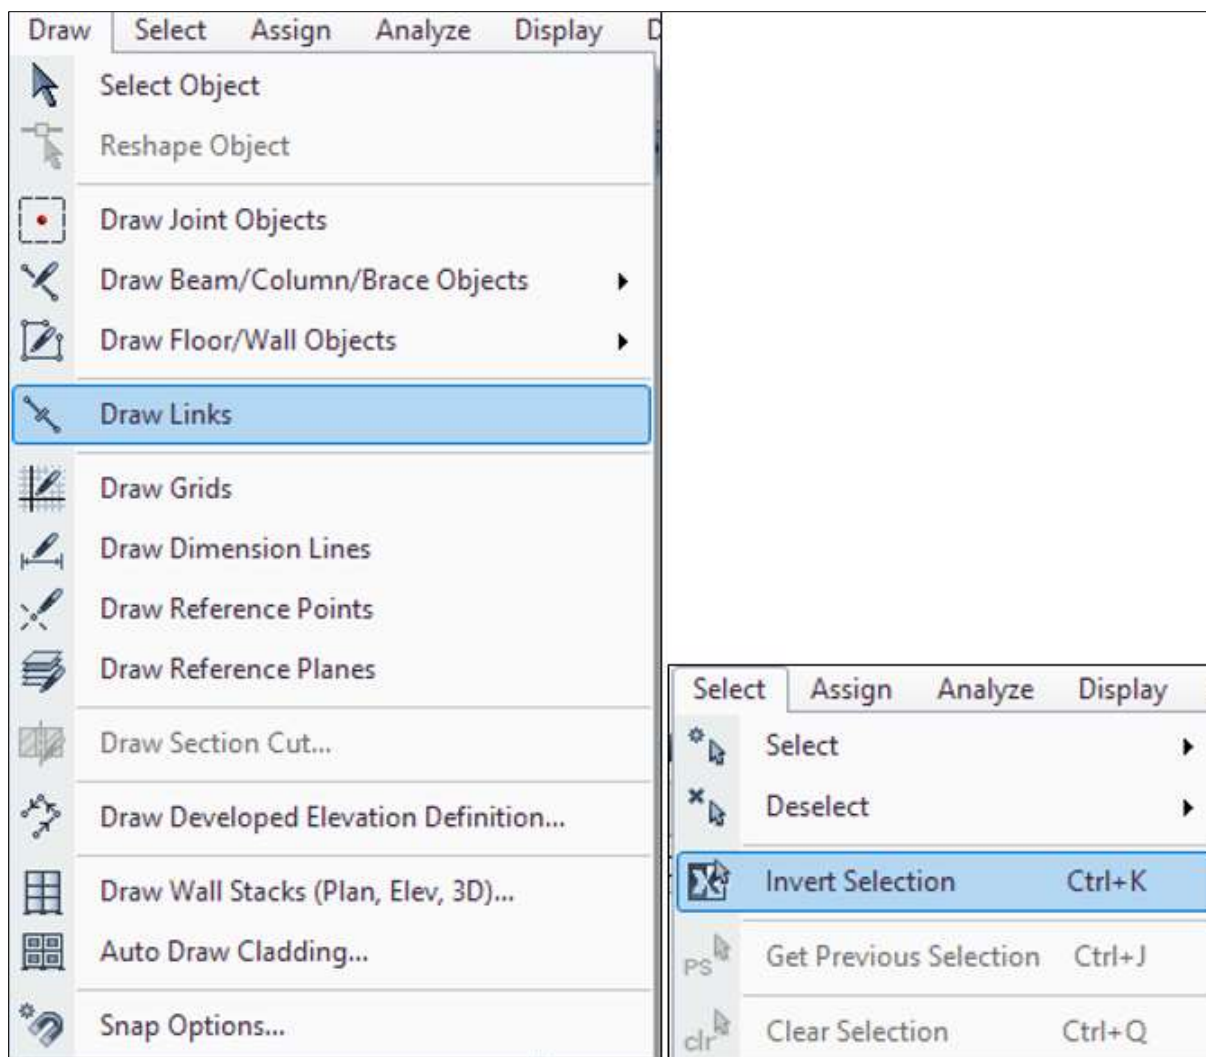 Draw Select Assign Analyze Display D
Select Object
Reshape Object
Draw Joint Objects
Draw Beam/Column/Brace Objects
Draw Floor/Wall Objects
Draw Links
Draw Grids
Draw Dimension Lines
Draw Reference Points
Draw Reference Planes
Draw Section Cut...
Draw Developed Elevation Definition...
Draw Wall Stacks (Plan, Elev, 3D)...
Auto Draw Cladding...
Snap Options...
Select Assign Analyze Display
Select
Deselect
Invert Selection Ctrl+K
PS Get Previous Selection Ctrl+J
clr Clear Selection Ctrl+Q